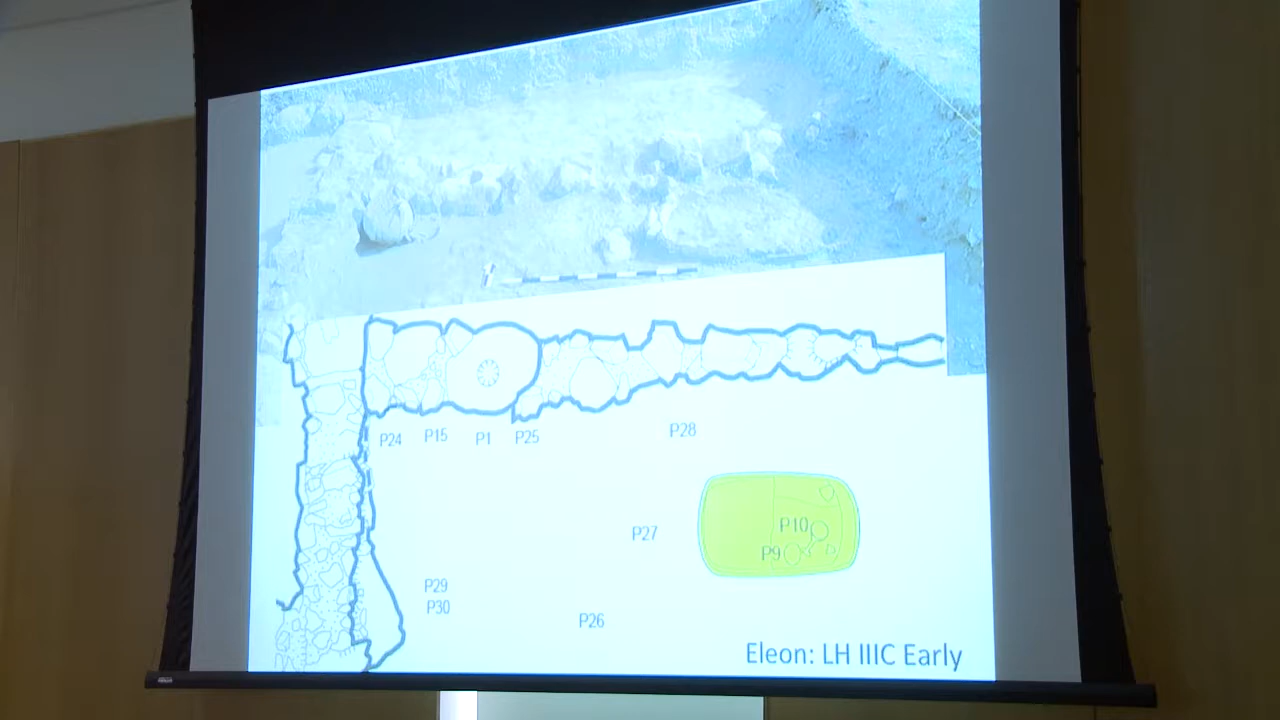 P24 P15 P1 P25 P28
P10
P27
P9
P29
P30
P26
Eleon: LH IIIC Early